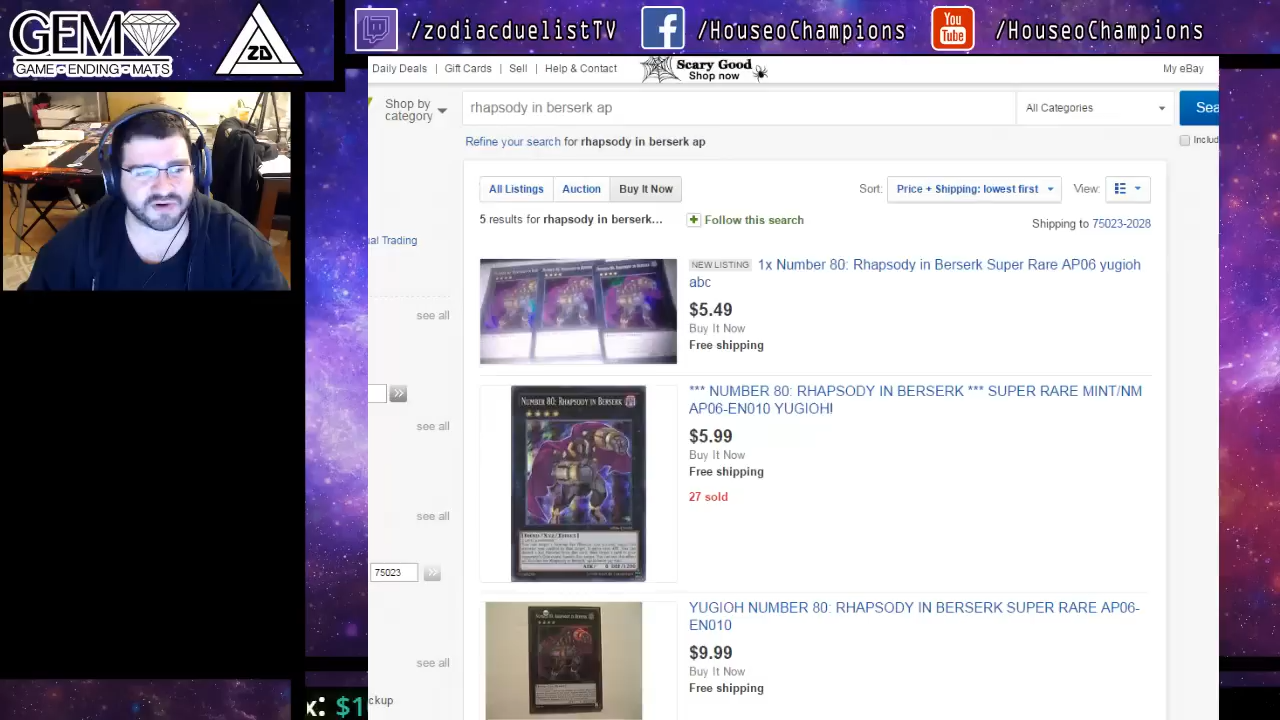 GEM
GAME-ENDING-MATS
ZD
/zodiacduelistTV
/HouseoChampions
You Tube
/HouseoChampions
Daily Deals | Gift Cards | Sell | Help & Contact
Scary Good
Shop now
My eBay
Shop by
category
rhapsody in berserk ap
All Categories
Sea
Refine your search for rhapsody in berserk ap
Includ
All Listings
Auction
Buy It Now
Sort:
Price + Shipping: lowest first
View:
5 results for rhapsody in berserk...
Follow this search
Shipping to 75023-2028
ual Trading
see all
see all
see all
75023
see all
ckup
x: $1
NEW LISTING 1x Number 80: Rhapsody in Berserk Super Rare AP06 yugioh
abc
$5.49
Buy It Now
Free shipping
NUMBER 80: RHAPSODY IN BERSERK
*** NUMBER 80: RHAPSODY IN BERSERK *** SUPER RARE MINT/NM
AP06-EN010 YUGIOH!
$5.99
Buy It Now
Free shipping
27 sold
YUGIOH NUMBER 80: RHAPSODY IN BERSERK SUPER RARE AP06-
EN010
$9.99
Buy It Now
Free shipping